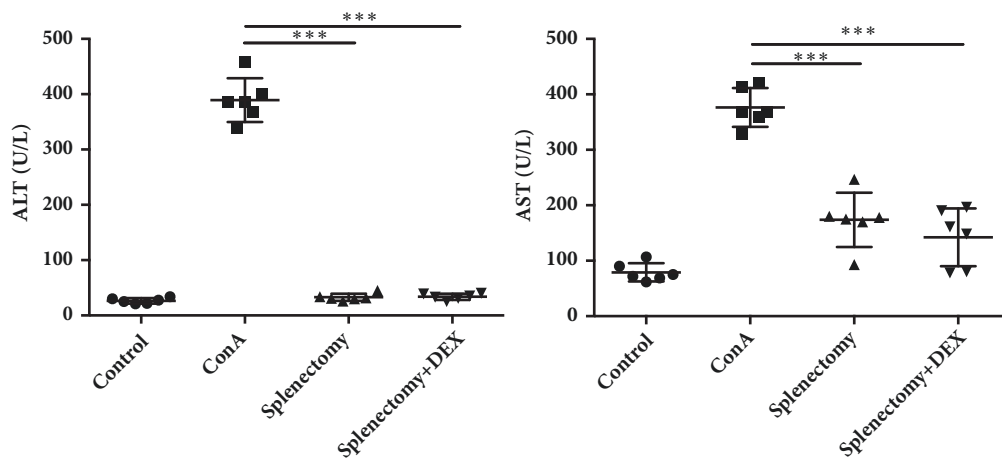 ***
***
500
400
300
200
100
0
ALT (U/L)
Control
ConA
Splenectomy
Splenectomy+DEX
***
***
500
400
300
200
100
0
AST (U/L)
Control
ConA
Splenectomy
Splenectomy+DEX